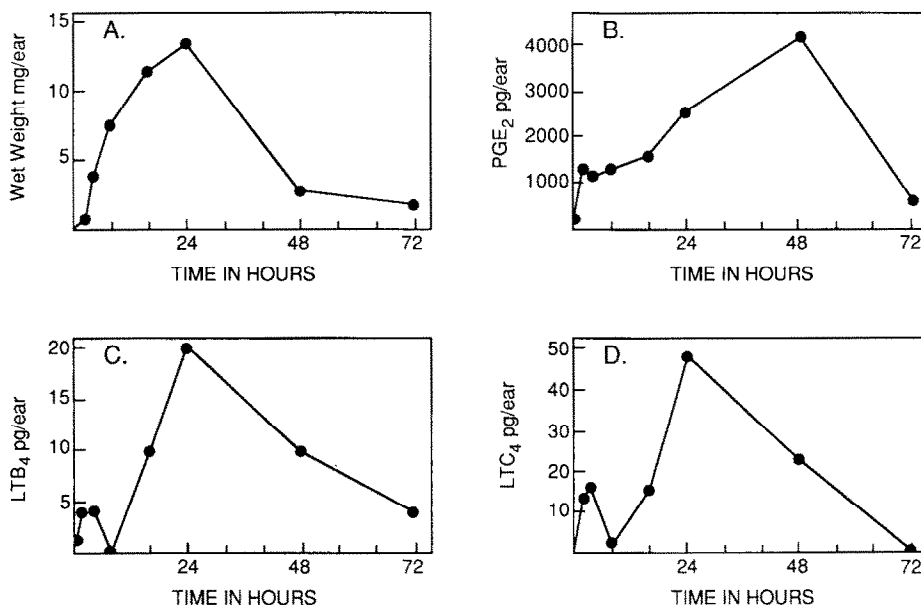 A.
Wet Weight mg/ear
15
10
5
24 48 72
TIME IN HOURS
B.
PGE₂ pg/ear
4000
3000
2000
1000
24 48 72
TIME IN HOURS
C.
LTB₄ pg/ear
20
15
10
5
24 48 72
TIME IN HOURS
D.
LTC₄ pg/ear
50
40
30
20
10
24 48 72
TIME IN HOURS